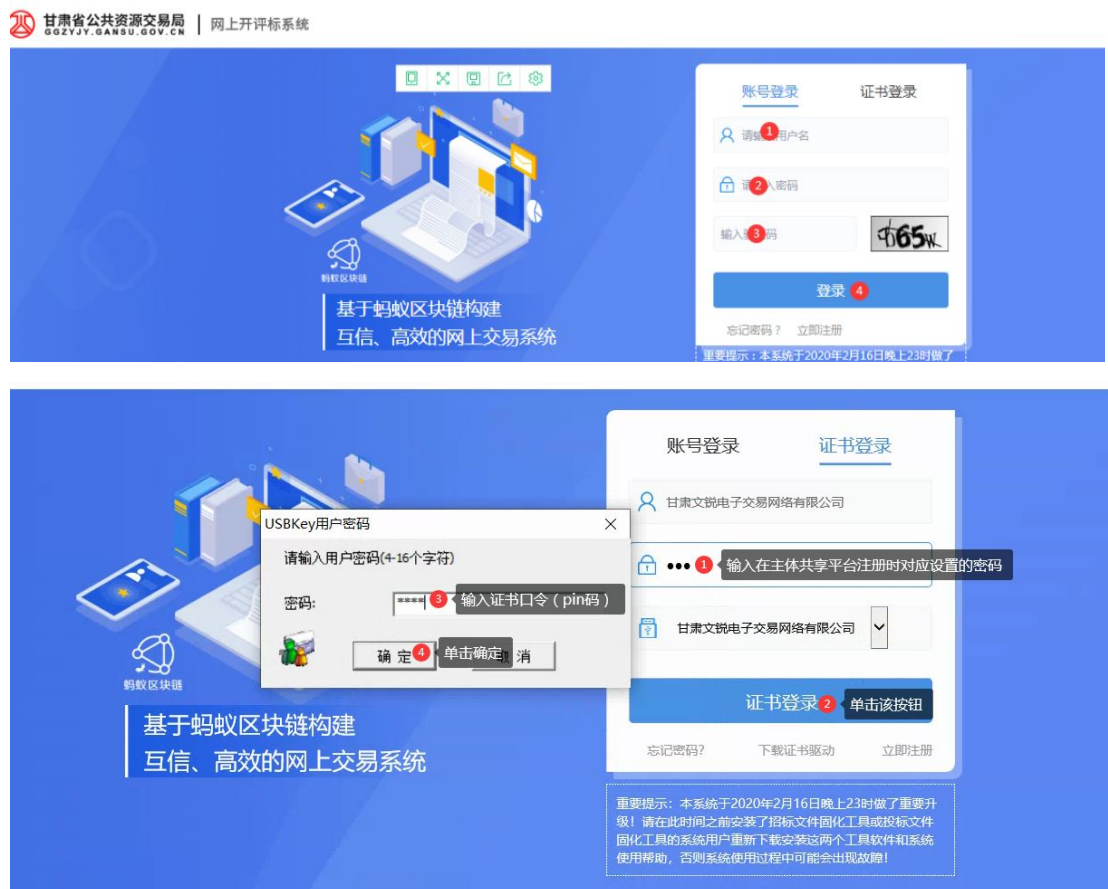 甘肃省公共资源交易局 网上开评标系统
GGZYJY.GANSU.GOV.CN
账号登录 证书登录
1
2
输入 3 码
65w
登录 4
忘记密码？ 立即注册
蚂蚁区块链
基于蚂蚁区块链构建
互信、高效的网上交易系统
重要提示：本系统于2020年2月16日晚上23时做了
账号登录 证书登录
甘肃文锐电子交易网络有限公司
USBKey用户密码
请输入用户密码(4-16个字符)
••• 1 输入在主体共享平台注册时对应设置的密码
密码: **** 3 输入证书口令（pin码）
甘肃文锐电子交易网络有限公司
确 定 4 单击确定 消
证书登录 2 单击该按钮
忘记密码? 下载证书驱动 立即注册
蚂蚁区块链
基于蚂蚁区块链构建
互信、高效的网上交易系统
重要提示：本系统于2020年2月16日晚上23时做了重要升
级！请在此时间之前安装了招标文件固化工具或投标文件
固化工具的系统用户重新下载安装这两个工具软件和系统
使用帮助，否则系统使用过程中可能会出现故障！